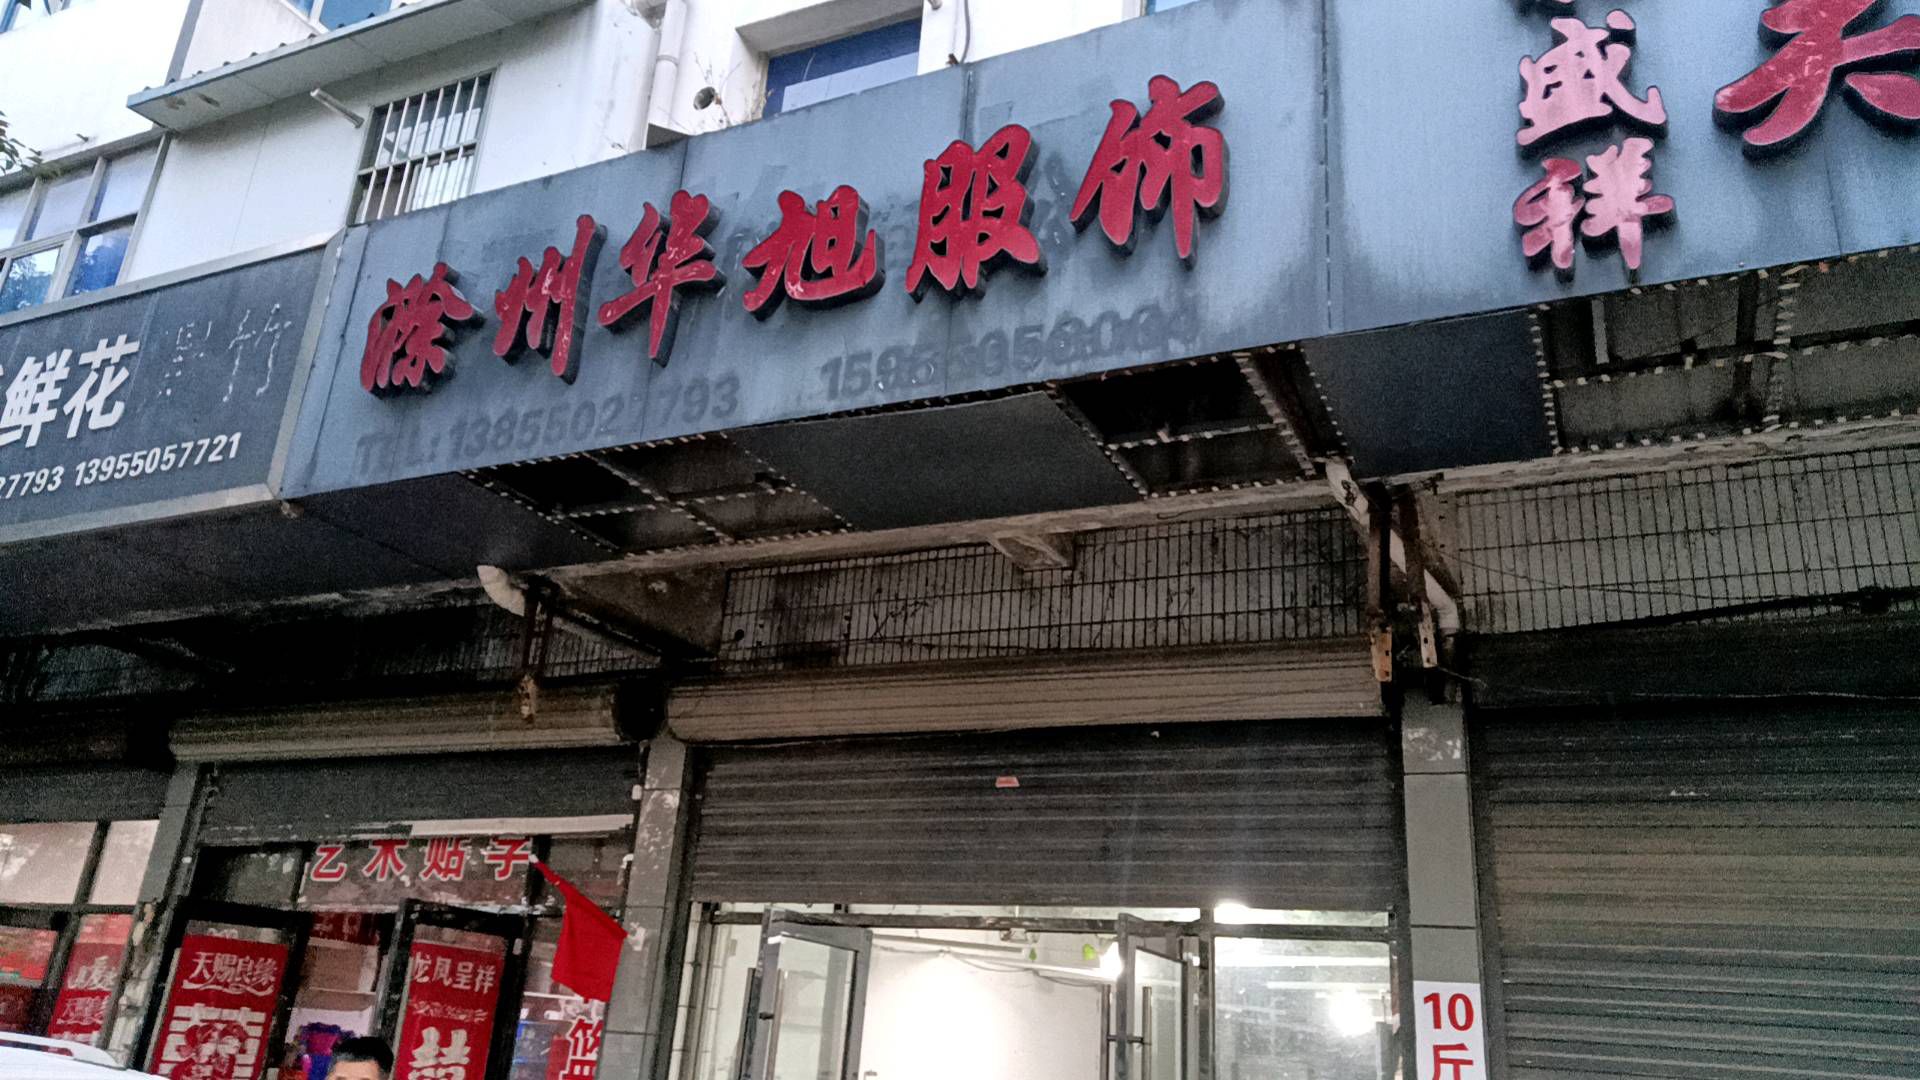 滁州华旭服饰
TEL:13855027793
盛祥
鲜花
27793 13955057721
艺术贴字
天赐良缘
龙凤呈祥
10
斤